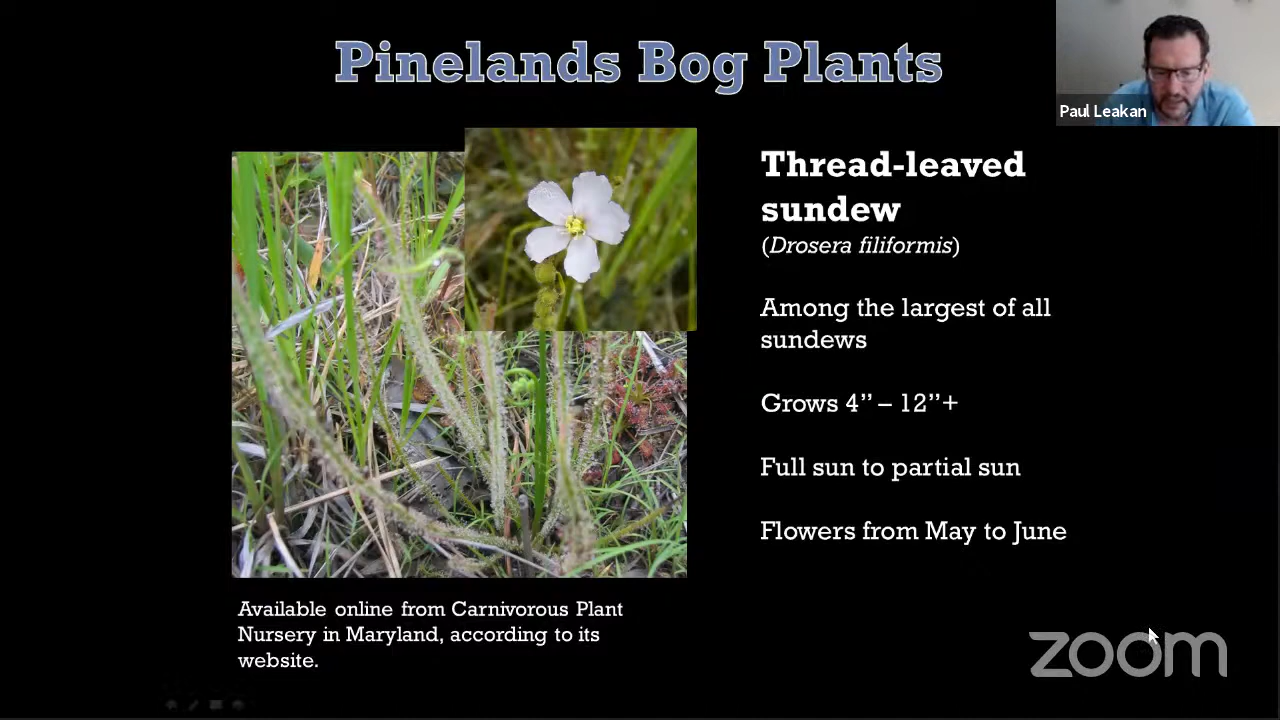 Pinelands Bog Plants
Paul Leakan
Thread-leaved
sundew
(Drosera filiformis)
Among the largest of all
sundews
Grows 4” – 12”+
Full sun to partial sun
Flowers from May to June
Available online from Carnivorous Plant
Nursery in Maryland, according to its
website.
zoom